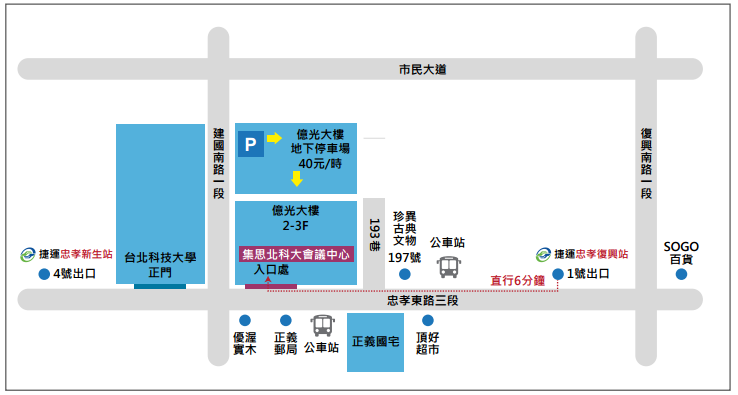 市民大道
建國南路一段
復興南路一段
P
億光大樓
地下停車場
40元/時
億光大樓
2-3F
集思北科大會議中心
入口處
193巷
珍異
古典
文物
197號
公車站
捷運忠孝新生站
4號出口
台北科技大學
正門
捷運忠孝復興站
1號出口
SOGO
百貨
直行6分鐘
忠孝東路三段
優渥
實木
正義
郵局
公車站
正義國宅
頂好
超市